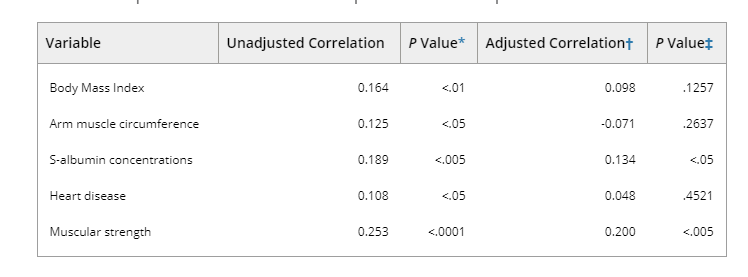 Variable Unadjusted Correlation P Value* Adjusted Correlation† P Value‡
Body Mass Index 0.164 <.01 0.098 .1257
Arm muscle circumference 0.125 <.05 -0.071 .2637
S-albumin concentrations 0.189 <.005 0.134 <.05
Heart disease 0.108 <.05 0.048 .4521
Muscular strength 0.253 <.0001 0.200 <.005